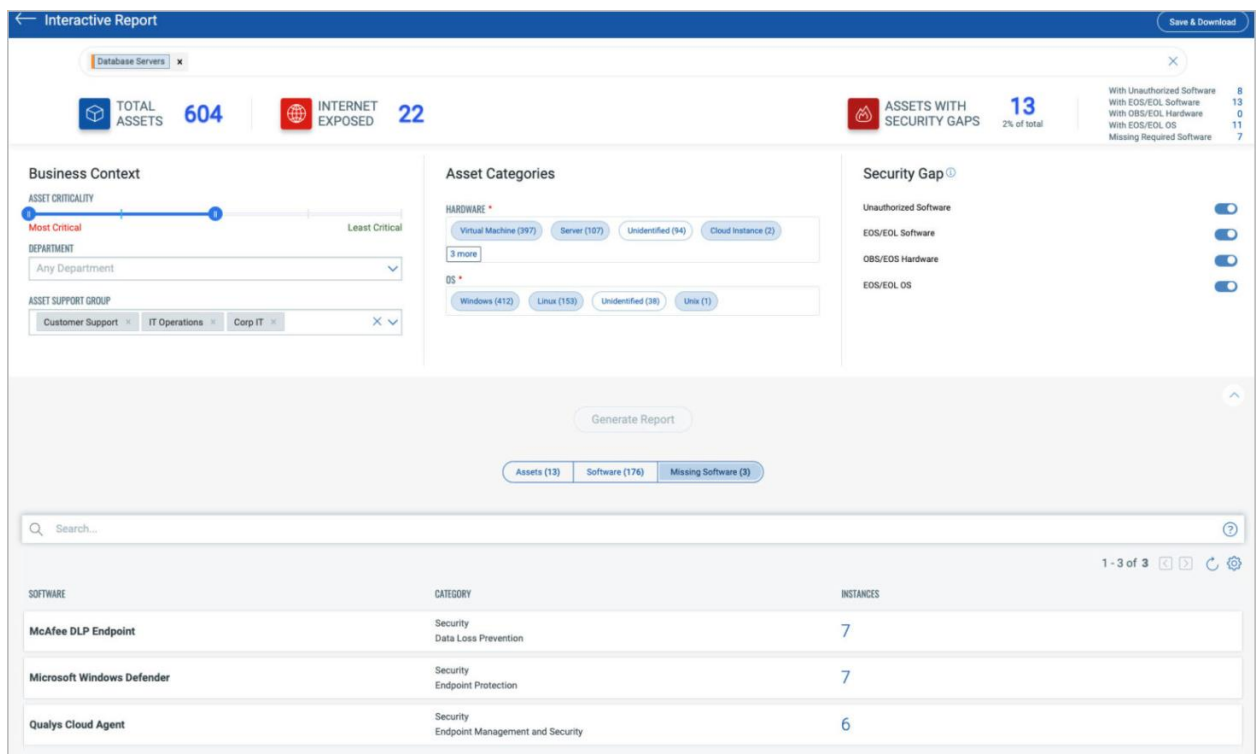 Interactive Report
Save & Download
Database Servers
TOTAL
ASSETS
604
INTERNET
EXPOSED
22
ASSETS WITH
SECURITY GAPS
13
2% of total
With Unauthorized Software 8
With EOS/EOL Software 13
With OBS/EOL Hardware 0
With EOS/EOL OS 11
Missing Required Software 7
Business Context
ASSET CRITICALITY
Most Critical Least Critical
DEPARTMENT
Any Department
ASSET SUPPORT GROUP
Customer Support × IT Operations × Corp IT ×
Asset Categories
HARDWARE *
Virtual Machine (397) Server (107) Unidentified (94) Cloud Instance (2)
3 more
OS *
Windows (412) Linux (153) Unidentified (38) Unix (1)
Security Gap
Unauthorized Software
EOS/EOL Software
OBS/EOS Hardware
EOS/EOL OS
Generate Report
Assets (13) Software (176) Missing Software (3)
Search...
1 - 3 of 3
SOFTWARE CATEGORY INSTANCES
McAfee DLP Endpoint
Security
Data Loss Prevention
7
Microsoft Windows Defender
Security
Endpoint Protection
7
Qualys Cloud Agent
Security
Endpoint Management and Security
6